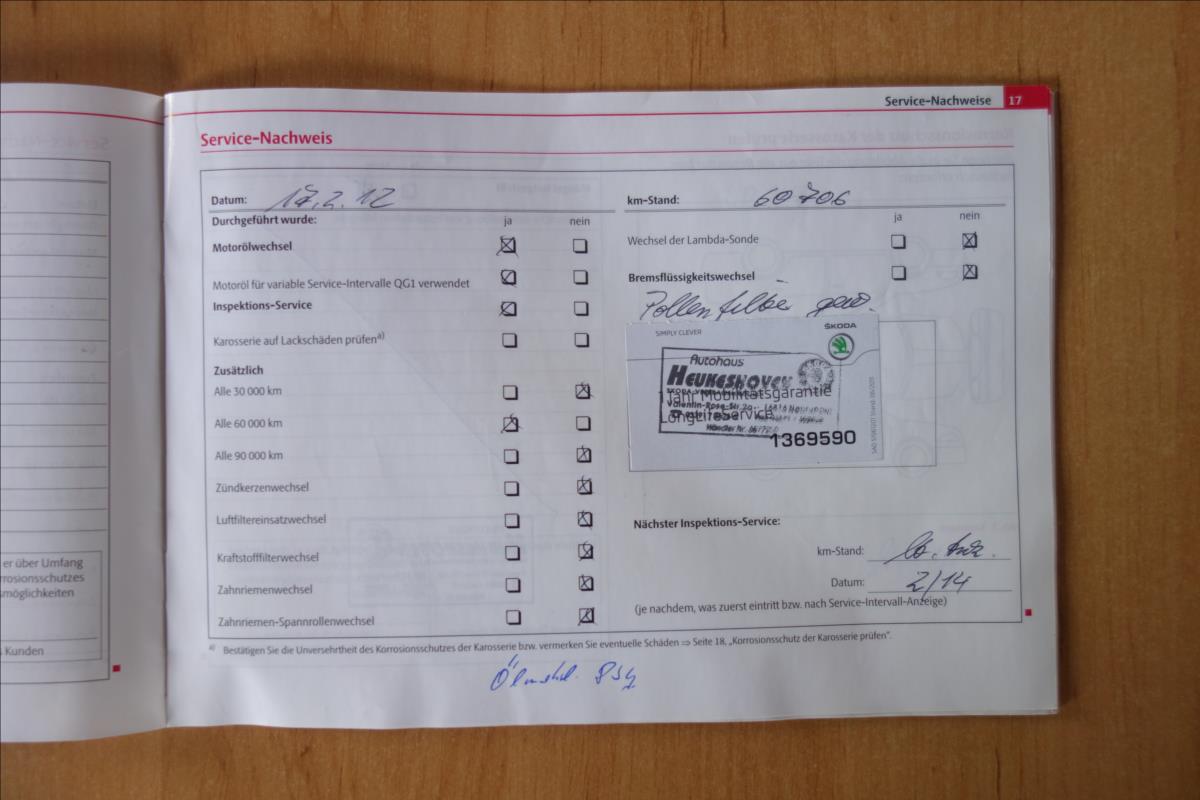 Service-Nachweise 17
Service-Nachweis
Datum: 17.2.12
Durchgeführt wurde: ja nein
Motorölwechsel
Motoröl für variable Service-Intervalle QG1 verwendet
Inspektions-Service
Karosserie auf Lackschäden prüfen a)
Zusätzlich
Alle 30 000 km
Alle 60 000 km
Alle 90 000 km
Zündkerzenwechsel
Luftfiltereinsatzwechsel
Kraftstofffilterwechsel
Zahnriemenwechsel
Zahnriemen-Spannrollenwechsel
km-Stand: 60706
ja nein
Wechsel der Lambda-Sonde
Bremsflüssigkeitswechsel
Pollenfilter gew.
SIMPLY CLEVER
ŠKODA
Autohaus
HEUKESHOVEN
1 Jahr Mobilitätsgarantie
Longlife Service
1369590
Nächster Inspektions-Service:
km-Stand:
Datum: 2/14
(je nachdem, was zuerst eintritt bzw. nach Service-Intervall-Anzeige)
a) Bestätigen Sie die Unversehrtheit des Korrosionsschutzes der Karosserie bzw. vermerken Sie eventuelle Schäden ⇒ Seite 18, „Korrosionsschutz der Karosserie prüfen“.
er über Umfang
rrosionsschutzes
smöglichkeiten
Kunden